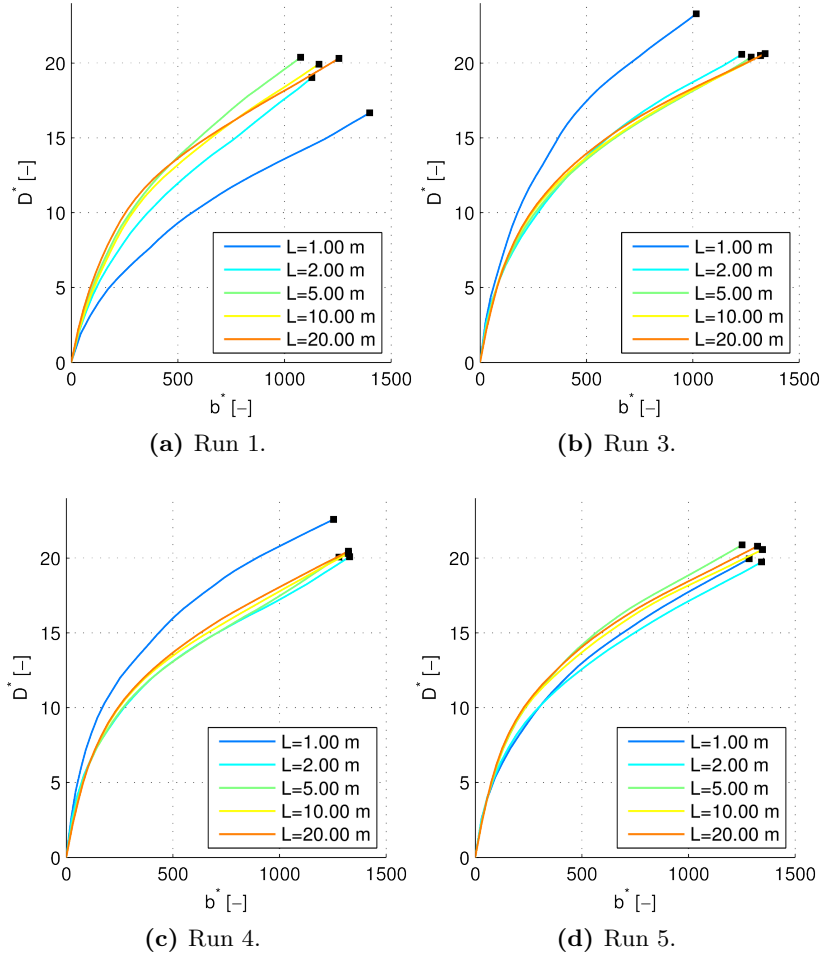 20
15
10
5
0
D* [−]
L=1.00 m
L=2.00 m
L=5.00 m
L=10.00 m
L=20.00 m
0 500 1000 1500
b* [−]
(a) Run 1.
20
15
10
5
0
D* [−]
L=1.00 m
L=2.00 m
L=5.00 m
L=10.00 m
L=20.00 m
0 500 1000 1500
b* [−]
(b) Run 3.
20
15
10
5
0
D* [−]
L=1.00 m
L=2.00 m
L=5.00 m
L=10.00 m
L=20.00 m
0 500 1000 1500
b* [−]
(c) Run 4.
20
15
10
5
0
D* [−]
L=1.00 m
L=2.00 m
L=5.00 m
L=10.00 m
L=20.00 m
0 500 1000 1500
b* [−]
(d) Run 5.